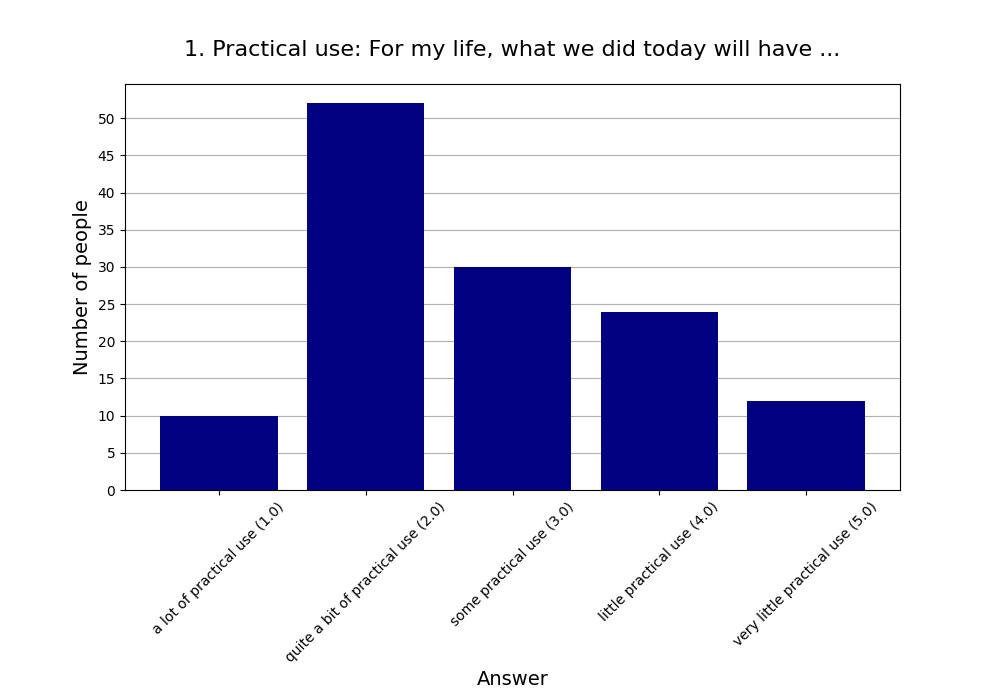 1. Practical use: For my life, what we did today will have ...
Number of people
50
45
40
35
30
25
20
15
10
5
0
a lot of practical use (1.0)
quite a bit of practical use (2.0)
some practical use (3.0)
little practical use (4.0)
very little practical use (5.0)
Answer